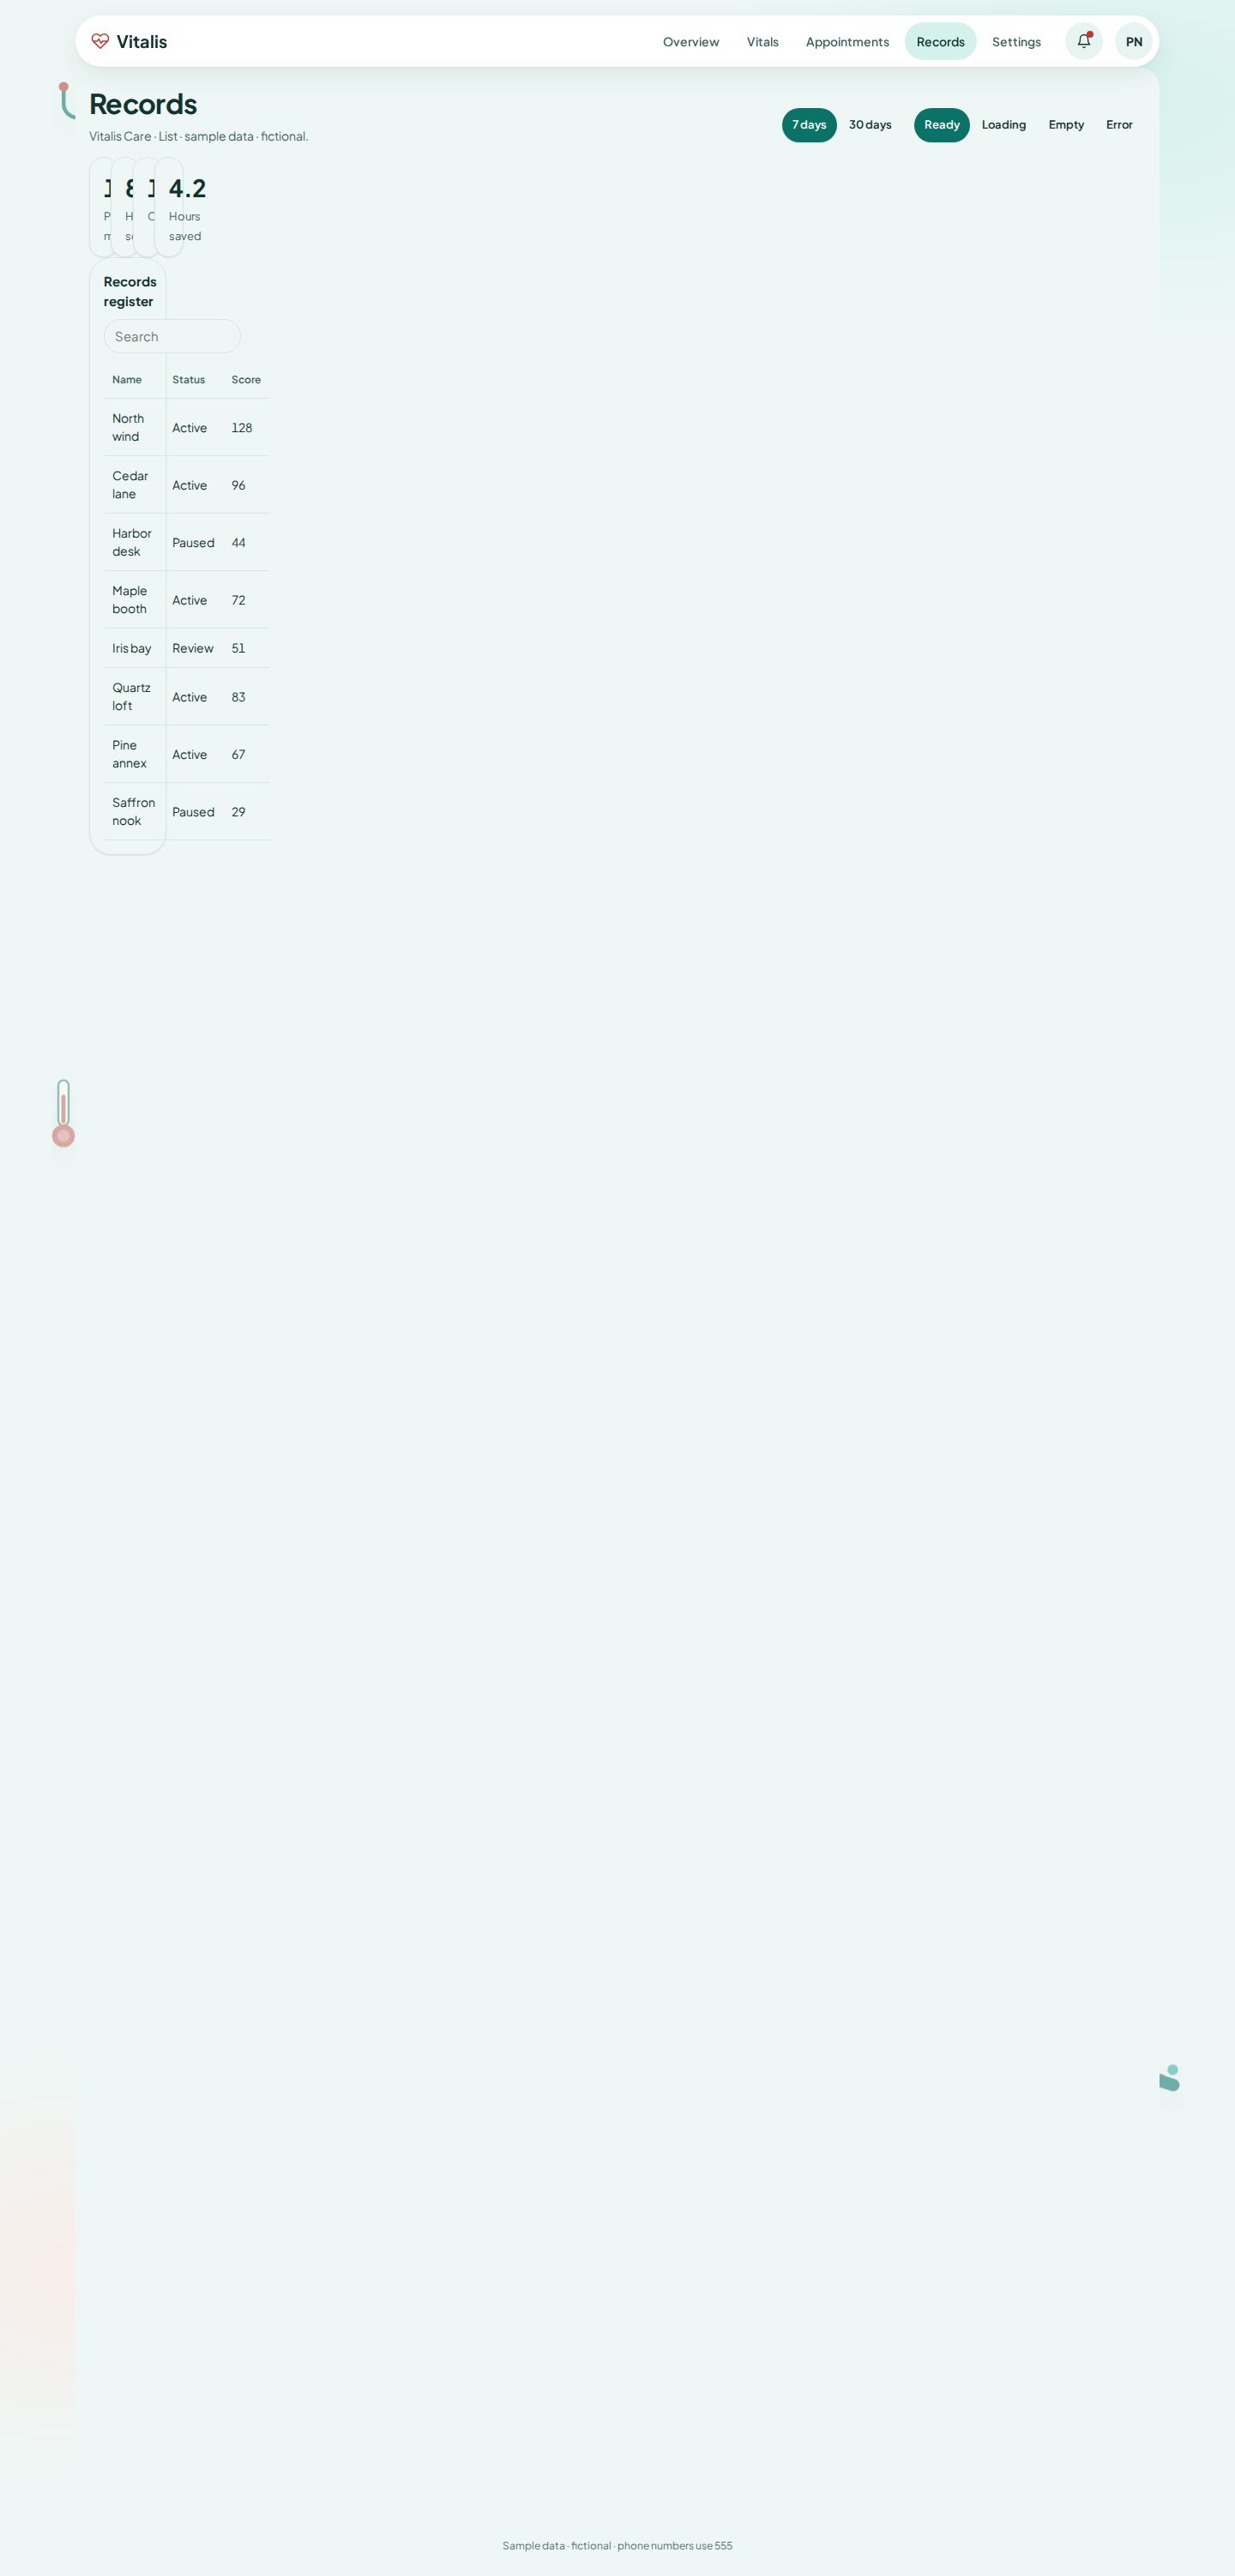 Vitalis
Overview
Vitals
Appointments
Records
Settings
PN
Records
Vitalis Care · List · sample data · fictional.
7 days
30 days
Ready
Loading
Empty
Error
4.2
Hours
saved
Records
register
Search
Name Status Score
North
wind
Active 128
Cedar
lane
Active 96
Harbor
desk
Paused 44
Maple
booth
Active 72
Iris bay Review 51
Quartz
loft
Active 83
Pine
annex
Active 67
Saffron
nook
Paused 29
Sample data · fictional · phone numbers use 555